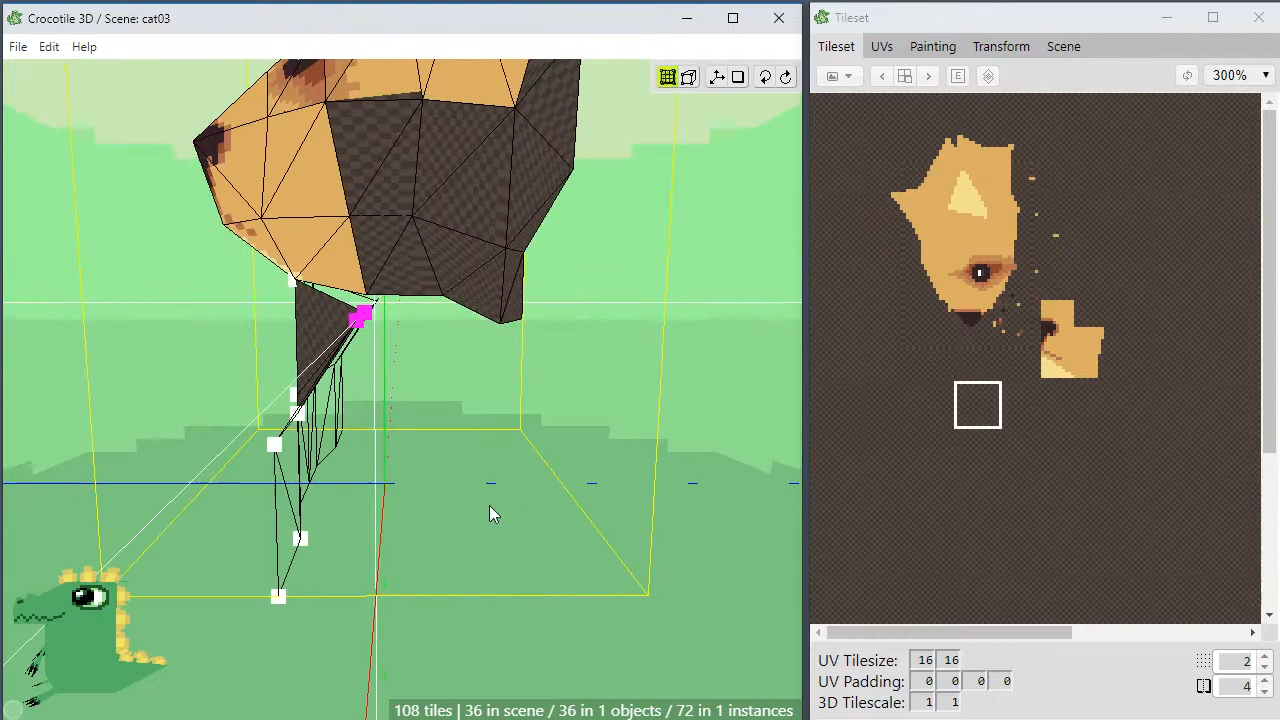 Crocotile 3D / Scene: cat03
File Edit Help
108 tiles | 36 in scene / 36 in 1 objects / 72 in 1 instances
Tileset
Tileset UVs Painting Transform Scene
E 300%
UV Tilesize: 16 16
2
UV Padding: 0 0 0 0
4
3D Tilescale: 1 1